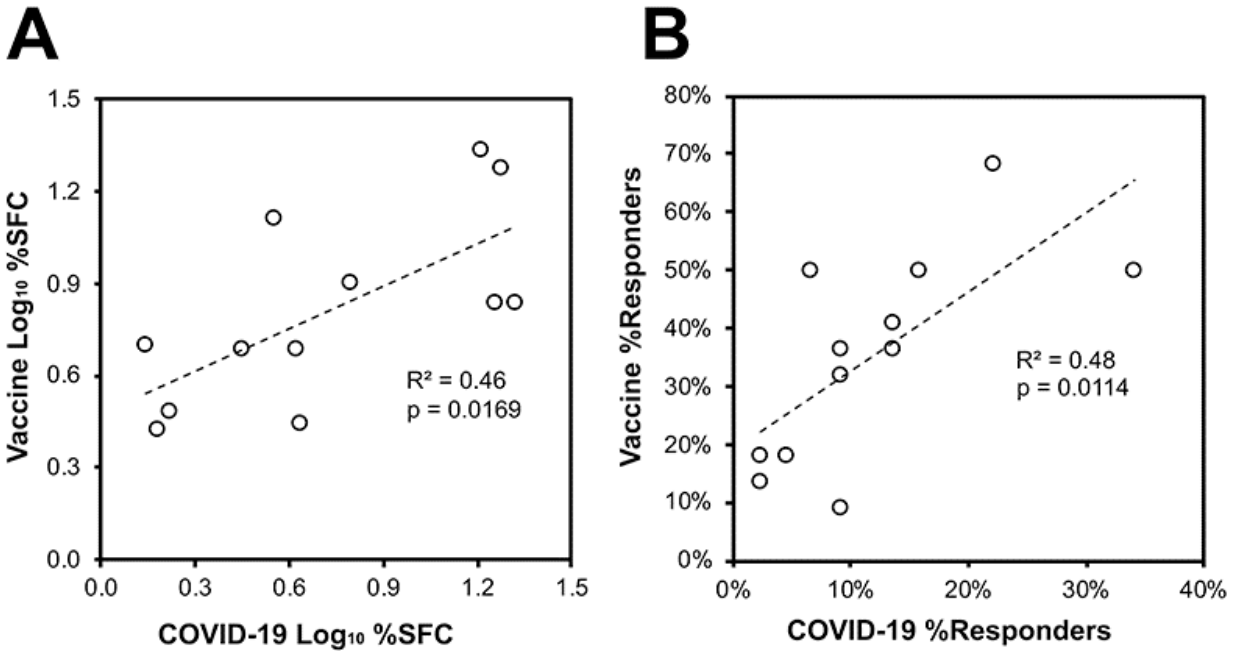 A
Vaccine Log₁₀ %SFC
1.5
1.2
0.9
0.6
0.3
0.0
R² = 0.46
p = 0.0169
0.0 0.3 0.6 0.9 1.2 1.5
COVID-19 Log₁₀ %SFC
B
Vaccine %Responders
80%
70%
60%
50%
40%
30%
20%
10%
0%
R² = 0.48
p = 0.0114
0% 10% 20% 30% 40%
COVID-19 %Responders